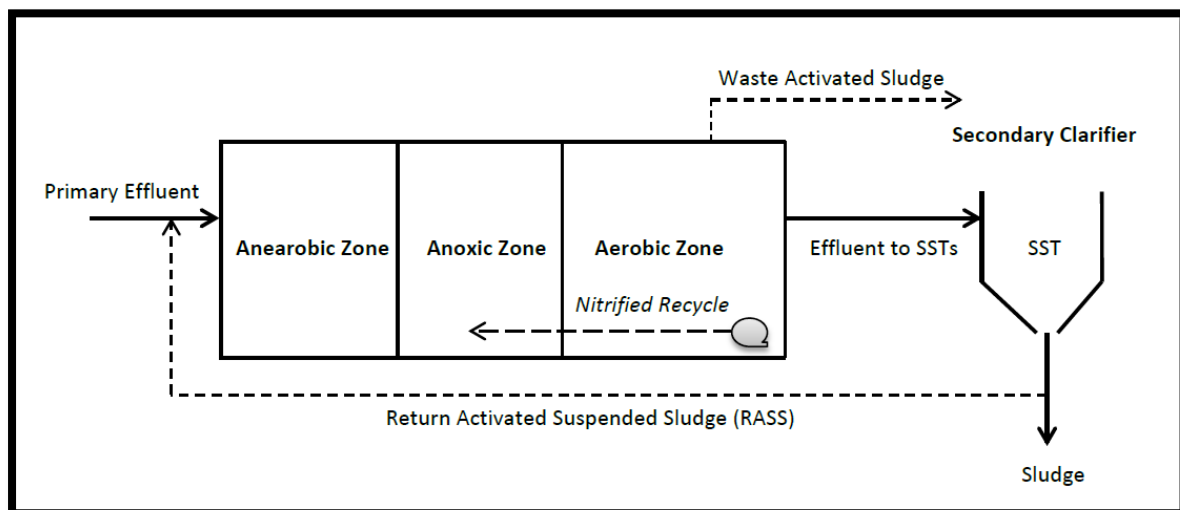 Waste Activated Sludge
Secondary Clarifier
Primary Effluent
Anearobic Zone
Anoxic Zone
Aerobic Zone
Effluent to SSTs
SST
Nitrified Recycle
Return Activated Suspended Sludge (RASS)
Sludge